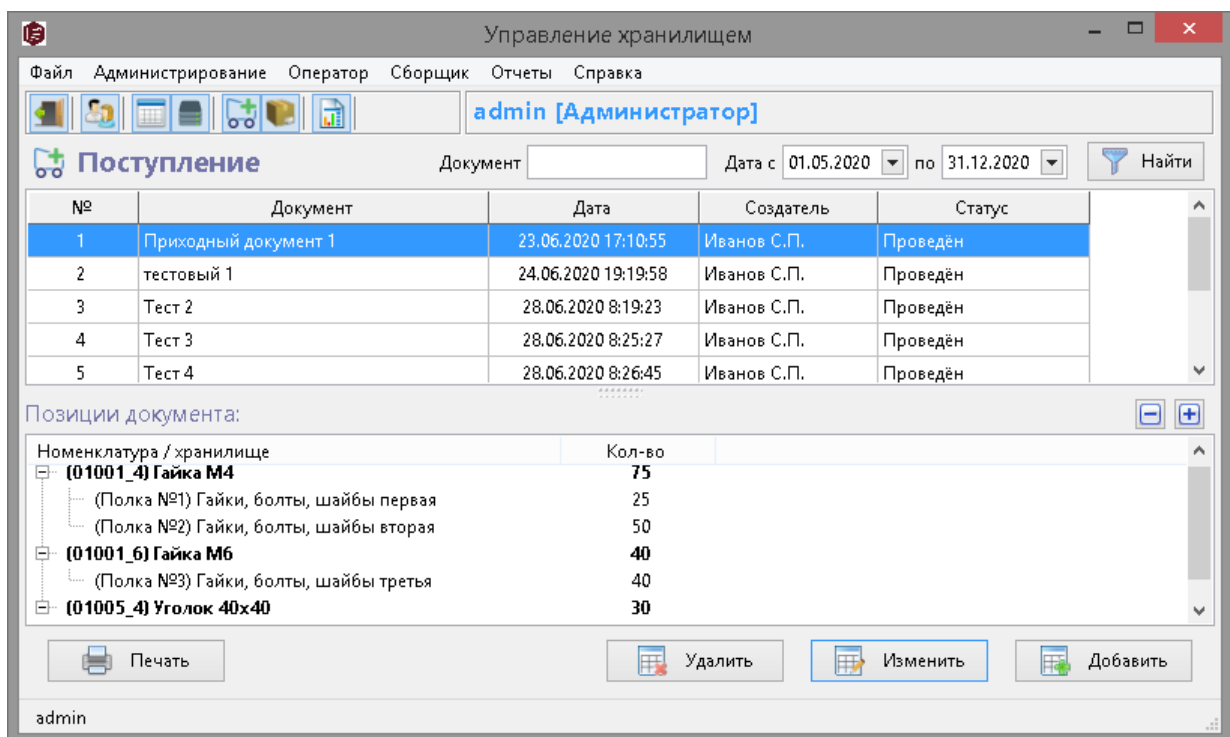 Управление хранилищем
Файл Администрирование Оператор Сборщик Отчеты Справка
admin [Администратор]
Поступление Документ Дата с 01.05.2020 по 31.12.2020 Найти
№ Документ Дата Создатель Статус
1 Приходный документ 1 23.06.2020 17:10:55 Иванов С.П. Проведён
2 тестовый 1 24.06.2020 19:19:58 Иванов С.П. Проведён
3 Тест 2 28.06.2020 8:19:23 Иванов С.П. Проведён
4 Тест 3 28.06.2020 8:25:27 Иванов С.П. Проведён
5 Тест 4 28.06.2020 8:26:45 Иванов С.П. Проведён
Позиции документа:
Номенклатура / хранилище Кол-во
(01001_4) Гайка М4 75
(Полка №1) Гайки, болты, шайбы первая 25
(Полка №2) Гайки, болты, шайбы вторая 50
(01001_6) Гайка М6 40
(Полка №3) Гайки, болты, шайбы третья 40
(01005_4) Уголок 40х40 30
Печать Удалить Изменить Добавить
admin